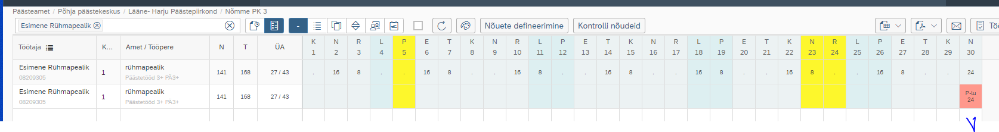 Päästeamet / Põhja päästekeskus / Lääne- Harju Päästepiirkond / Nõmme PK 3
Esimene Rühmapealik - Nõuete defineerimine Kontrolli nõudeid
Töötaja K... Amet / Tööpere N T ÜA K N R L P E T K N R L P E T K N R L P E T K N R L P E T K N
1 2 3 4 5 6 7 8 9 10 11 12 13 14 15 16 17 18 19 20 21 22 23 24 25 26 27 28 29 30
Esimene Rühmapealik 1 rühmapealik 141 168 27 / 43 . 16 8 . . 16 8 . . 16 8 . . 16 8 . . 16 8 . . 16 8 . . 16 8 . . 24
08209305 Päästetööd 3+ PÄ3+
Esimene Rühmapealik 1 rühmapealik 141 168 27 / 43 P-lu
08209305 Päästetööd 3+ PÄ3+ 24